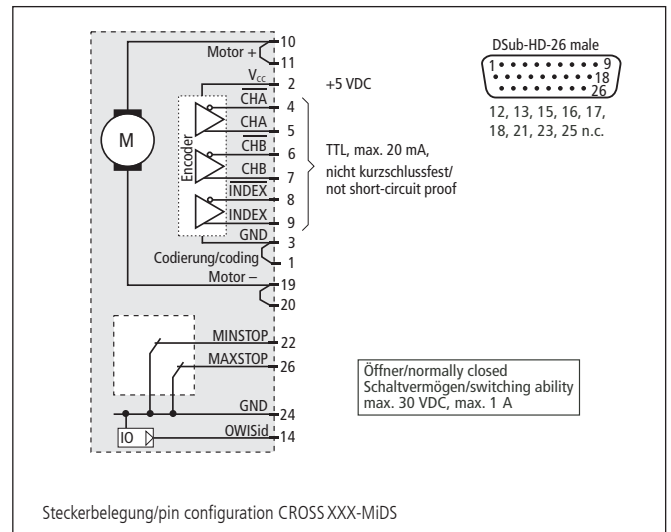 10
Motor +
11
Vcc
2
+5 VDC
CHA
4
CHA
5
CHB
6
CHB
7
INDEX
8
INDEX
9
GND
3
Codierung/coding
1
Motor –
19
20
M
Encoder
TTL, max. 20 mA,
nicht kurzschlussfest/
not short-circuit proof
DSub-HD-26 male
1
9
18
26
12, 13, 15, 16, 17,
18, 21, 23, 25 n.c.
MINSTOP
22
MAXSTOP
26
GND
24
IO
OWISid
14
Öffner/normally closed
Schaltvermögen/switching ability
max. 30 VDC, max. 1 A
Steckerbelegung/pin configuration CROSS XXX-MiDS